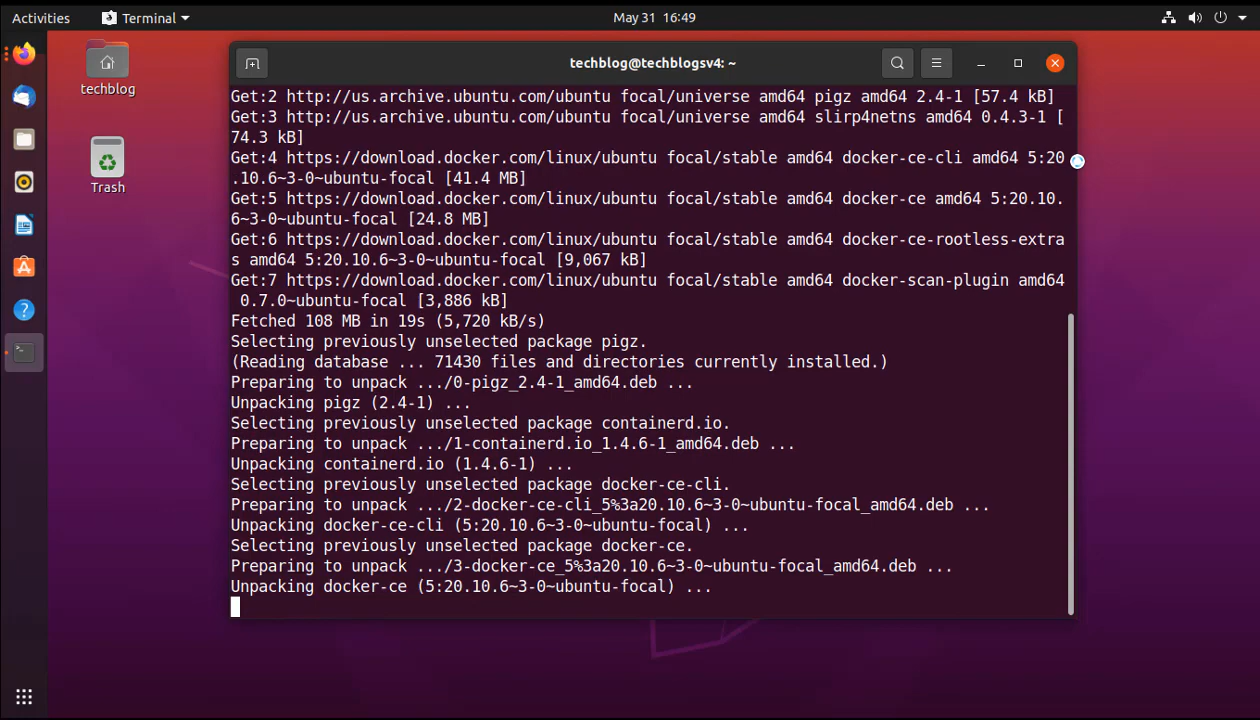 Activities
Terminal
May 31 16:49
techblog@techblogsv4: ~
techblog
Trash
Get:2 http://us.archive.ubuntu.com/ubuntu focal/universe amd64 pigz amd64 2.4-1 [57.4 kB]
Get:3 http://us.archive.ubuntu.com/ubuntu focal/universe amd64 slirp4netns amd64 0.4.3-1 [
74.3 kB]
Get:4 https://download.docker.com/linux/ubuntu focal/stable amd64 docker-ce-cli amd64 5:20
.10.6~3-0~ubuntu-focal [41.4 MB]
Get:5 https://download.docker.com/linux/ubuntu focal/stable amd64 docker-ce amd64 5:20.10.
6~3-0~ubuntu-focal [24.8 MB]
Get:6 https://download.docker.com/linux/ubuntu focal/stable amd64 docker-ce-rootless-extra
s amd64 5:20.10.6~3-0~ubuntu-focal [9,067 kB]
Get:7 https://download.docker.com/linux/ubuntu focal/stable amd64 docker-scan-plugin amd64
 0.7.0~ubuntu-focal [3,886 kB]
Fetched 108 MB in 19s (5,720 kB/s)
Selecting previously unselected package pigz.
(Reading database ... 71430 files and directories currently installed.)
Preparing to unpack .../0-pigz_2.4-1_amd64.deb ...
Unpacking pigz (2.4-1) ...
Selecting previously unselected package containerd.io.
Preparing to unpack .../1-containerd.io_1.4.6-1_amd64.deb ...
Unpacking containerd.io (1.4.6-1) ...
Selecting previously unselected package docker-ce-cli.
Preparing to unpack .../2-docker-ce-cli_5%3a20.10.6~3-0~ubuntu-focal_amd64.deb ...
Unpacking docker-ce-cli (5:20.10.6~3-0~ubuntu-focal) ...
Selecting previously unselected package docker-ce.
Preparing to unpack .../3-docker-ce_5%3a20.10.6~3-0~ubuntu-focal_amd64.deb ...
Unpacking docker-ce (5:20.10.6~3-0~ubuntu-focal) ...